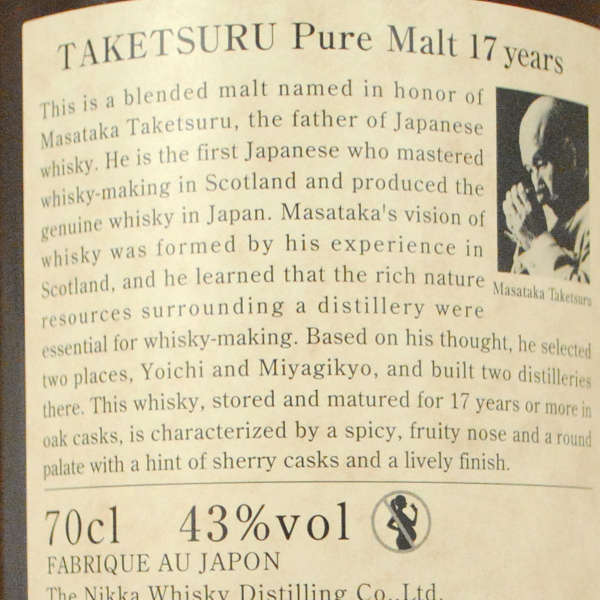 TAKETSURU Pure Malt 17 years
This is a blended malt named in honor of
Masataka Taketsuru, the father of Japanese
whisky. He is the first Japanese who mastered
whisky-making in Scotland and produced the
genuine whisky in Japan. Masataka's vision of
whisky was formed by his experience in
Scotland, and he learned that the rich nature
resources surrounding a distillery were
essential for whisky-making. Based on his thought, he selected
two places, Yoichi and Miyagikyo, and built two distilleries
there. This whisky, stored and matured for 17 years or more in
oak casks, is characterized by a spicy, fruity nose and a round
palate with a hint of sherry casks and a lively finish.
Masataka Taketsuru
70cl 43%vol
FABRIQUE AU JAPON
The Nikka Whisky Distilling Co.,Ltd.